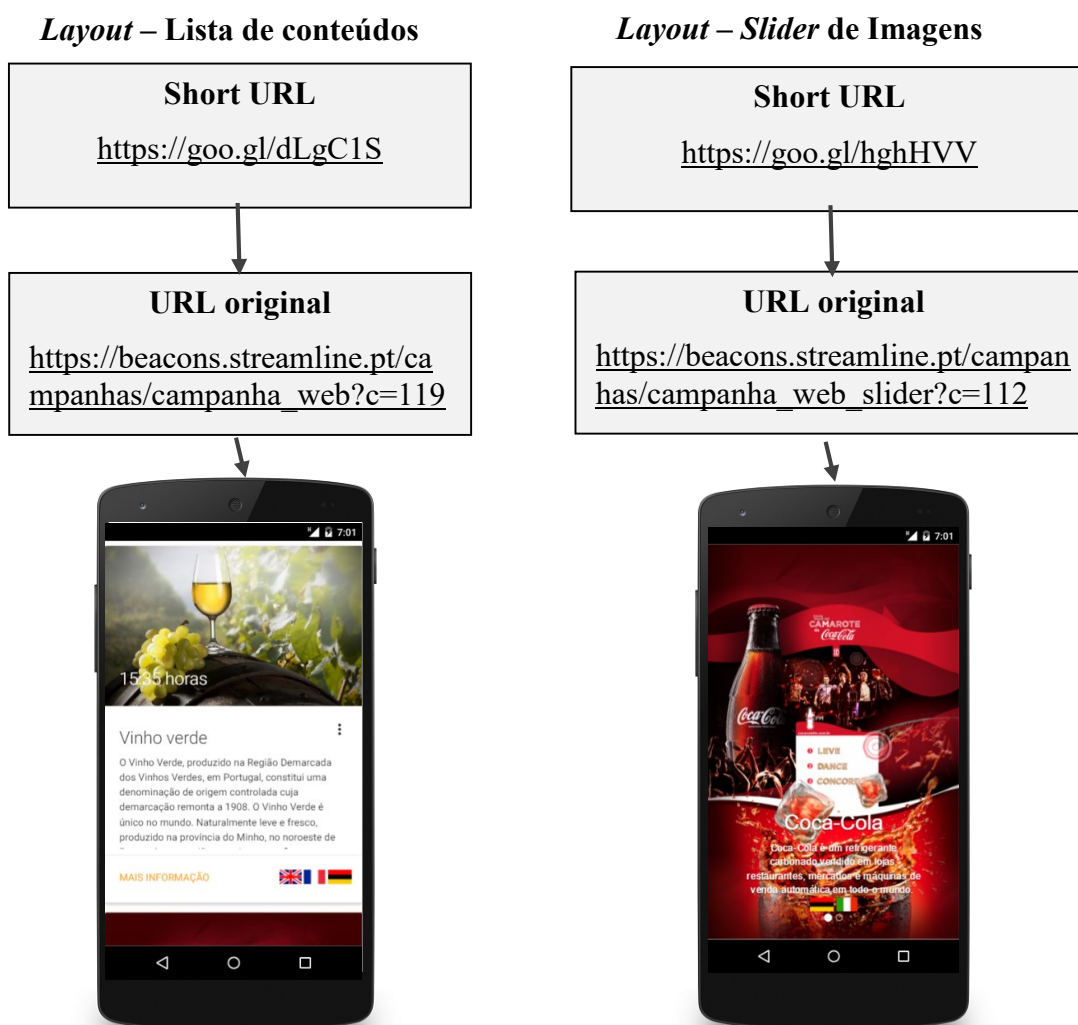 Layout – Lista de conteúdos
Short URL
https://goo.gl/dLgC1S
URL original
https://beacons.streamline.pt/ca
mpanhas/campanha_web?c=119
7:01
15:35 horas
Vinho verde
O Vinho Verde, produzido na Região Demarcada
dos Vinhos Verdes, em Portugal, constitui uma
denominação de origem controlada cuja
demarcação remonta a 1908. O Vinho Verde é
único no mundo. Naturalmente leve e fresco,
produzido na província do Minho, no noroeste de
MAIS INFORMAÇÃO
Layout – Slider de Imagens
Short URL
https://goo.gl/hghHVV
URL original
https://beacons.streamline.pt/campan
has/campanha_web_slider?c=112
7:01
CAMAROTE
Coca-Cola
Coca-Cola
LEVE
DANCE
Coca-Cola
Coca-Cola é um refrigerante
carbonado vendido em lojas
restaurantes, mercados e máquinas de
venda automática em todo o mundo.